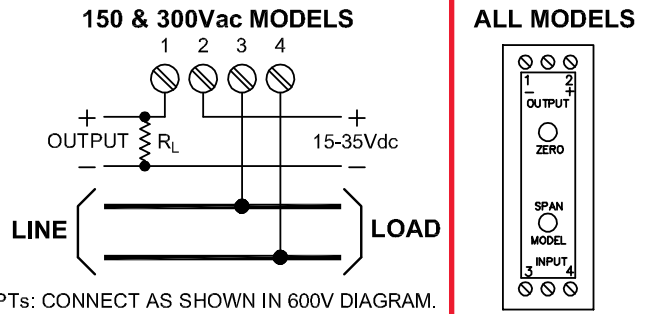 150 & 300Vac MODELS
1 2 3 4
+ +
OUTPUT RL 15-35Vdc
– –
LINE LOAD
PTs: CONNECT AS SHOWN IN 600V DIAGRAM.
ALL MODELS
1 2
– +
OUTPUT
ZERO
SPAN
MODEL
INPUT
3 4